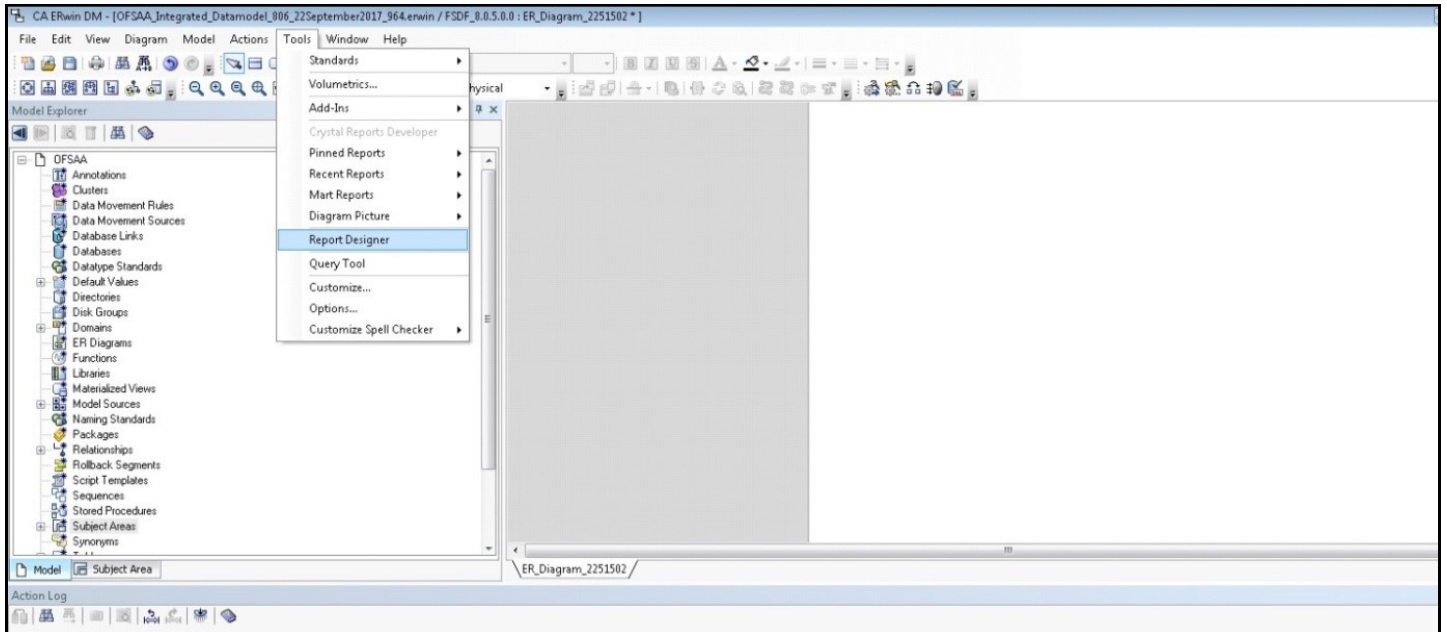 CA ERwin DM - [OFSAA_Integrated_Datamodel_806_22September2017_964.erwin / FSDF_8.0.5.0.0 : ER_Diagram_2251502 * ]
File Edit View Diagram Model Actions Tools Window Help
Standards
Volumetrics...
Add-Ins
Crystal Reports Developer
Pinned Reports
Recent Reports
Mart Reports
Diagram Picture
Report Designer
Query Tool
Customize...
Options...
Customize Spell Checker
hysical
Model Explorer
OFSAA
Annotations
Clusters
Data Movement Rules
Data Movement Sources
Database Links
Databases
Datatype Standards
Default Values
Directories
Disk Groups
Domains
ER Diagrams
Functions
Libraries
Materialized Views
Model Sources
Naming Standards
Packages
Relationships
Rollback Segments
Script Templates
Sequences
Stored Procedures
Subject Areas
Synonyms
Model Subject Area
ER_Diagram_2251502
Action Log